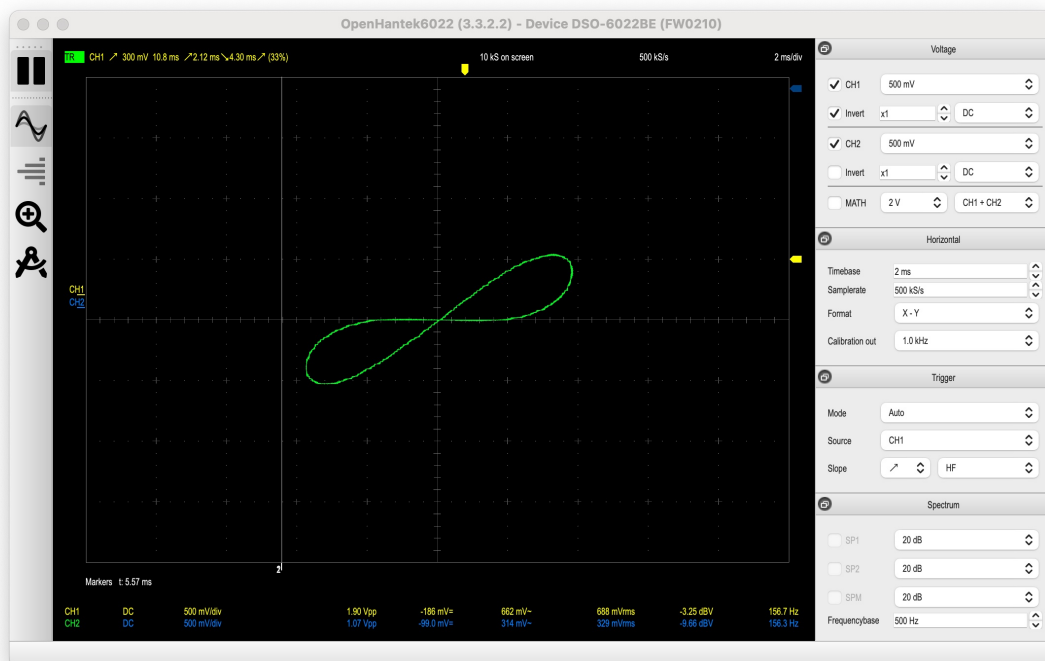 OpenHantek6022 (3.3.2.2) - Device DSO-6022BE (FW0210)
TR CH1 ↗ 300 mV 10.8 ms ↗2.12 ms↘4.30 ms↗ (33%) 10 kS on screen 500 kS/s 2 ms/div
CH1
CH2
2
Markers t: 5.57 ms
CH1 DC 500 mV/div 1.90 Vpp -186 mV= 662 mV~ 688 mVrms -3.25 dBV 156.7 Hz
CH2 DC 500 mV/div 1.07 Vpp -99.0 mV= 314 mV~ 329 mVrms -9.66 dBV 156.3 Hz
Voltage
CH1 500 mV
Invert x1 DC
CH2 500 mV
Invert x1 DC
MATH 2 V CH1 + CH2
Horizontal
Timebase 2 ms
Samplerate 500 kS/s
Format X - Y
Calibration out 1.0 kHz
Trigger
Mode Auto
Source CH1
Slope ↗ HF
Spectrum
SP1 20 dB
SP2 20 dB
SPM 20 dB
Frequencybase 500 Hz